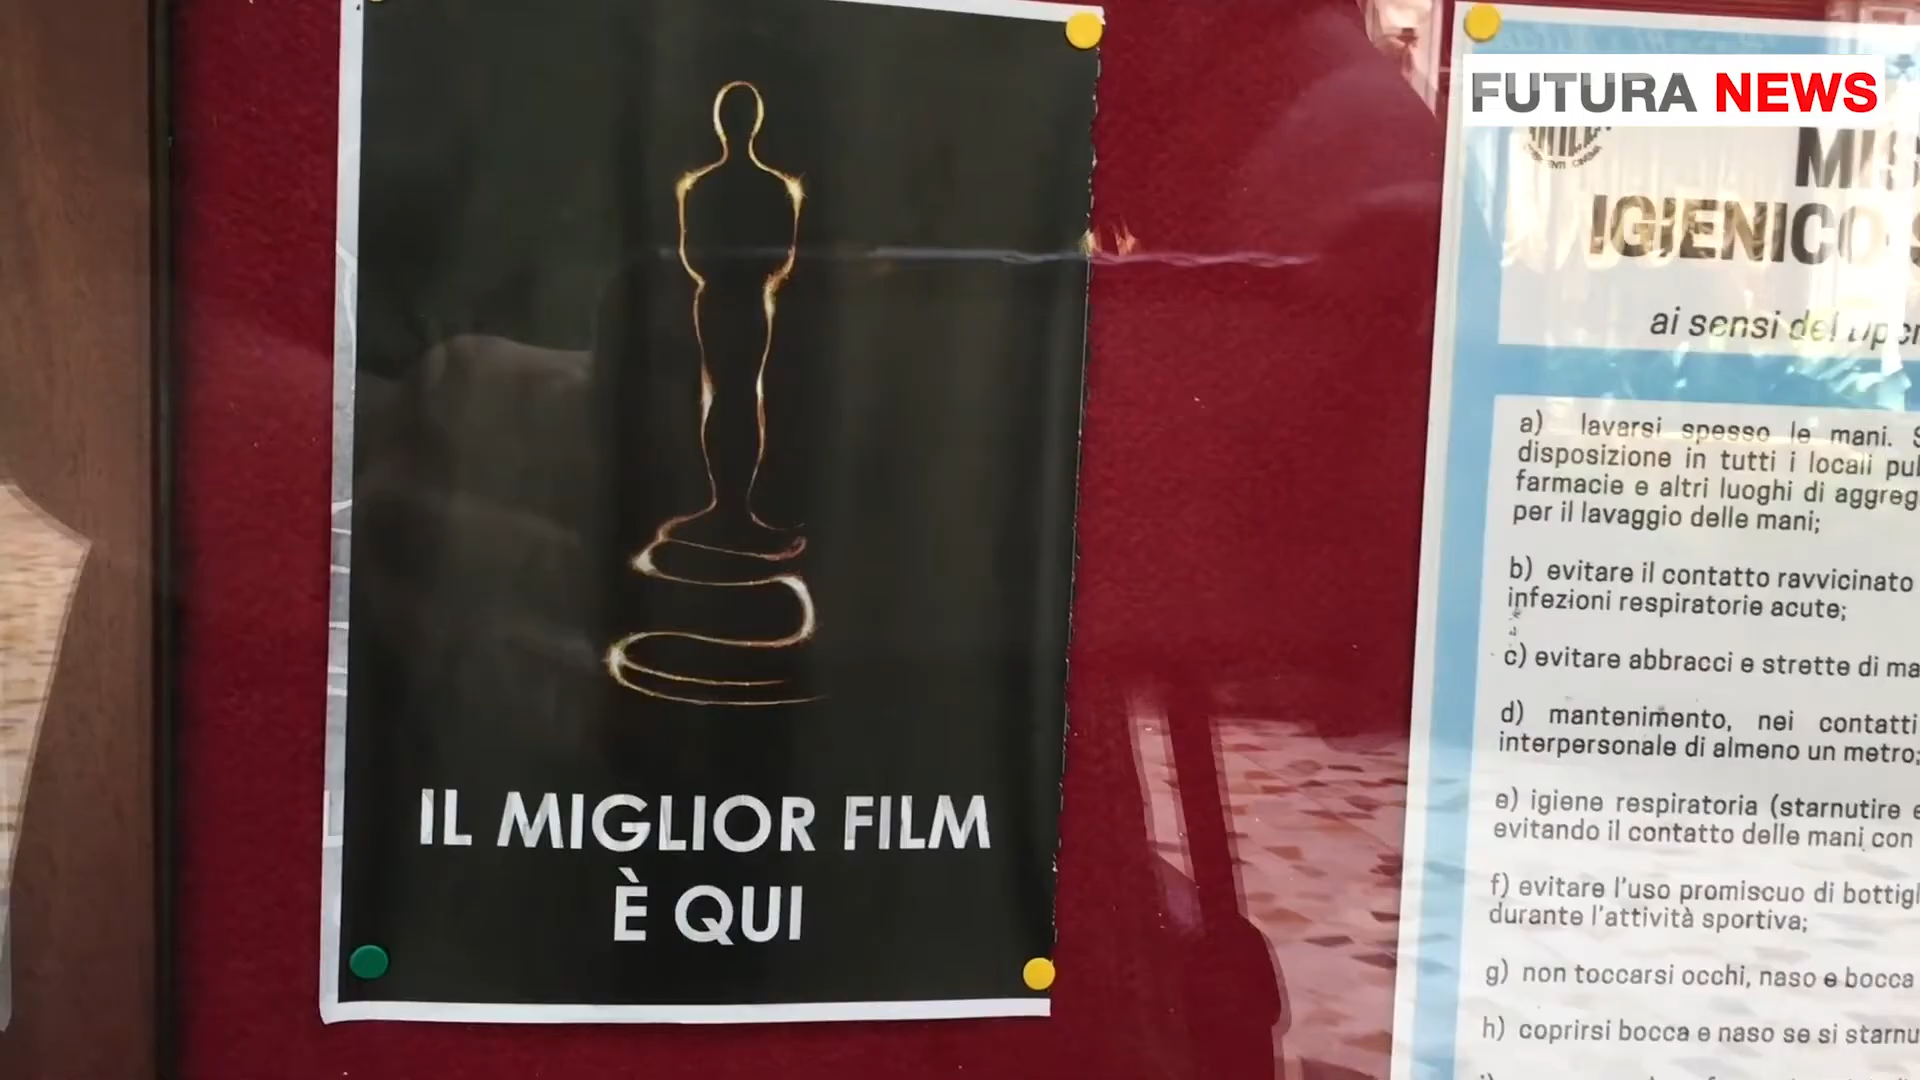 IL MIGLIOR FILM
È QUI
FUTURA NEWS
IGIENICO
ai sensi del Dpcm
a) lavarsi spesso le mani.
disposizione in tutti i locali
farmacie e altri luoghi di
per il lavaggio delle mani;
b) evitare il contatto ravvicinato
infezioni respiratorie acute;
c) evitare abbracci e strette di
d) mantenimento, nei contatti
interpersonale di almeno un metro;
e) igiene respiratoria (starnutire
evitando il contatto delle mani con
f) evitare l'uso promiscuo di
durante l'attività sportiva;
g) non toccarsi occhi, naso e bocca
h) coprirsi bocca e naso se si